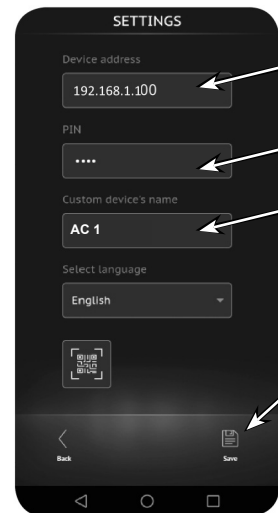 SETTINGS
Device address
192.168.1.100
PIN
••••
Custom device's name
AC 1
Select language
English
Back
Save